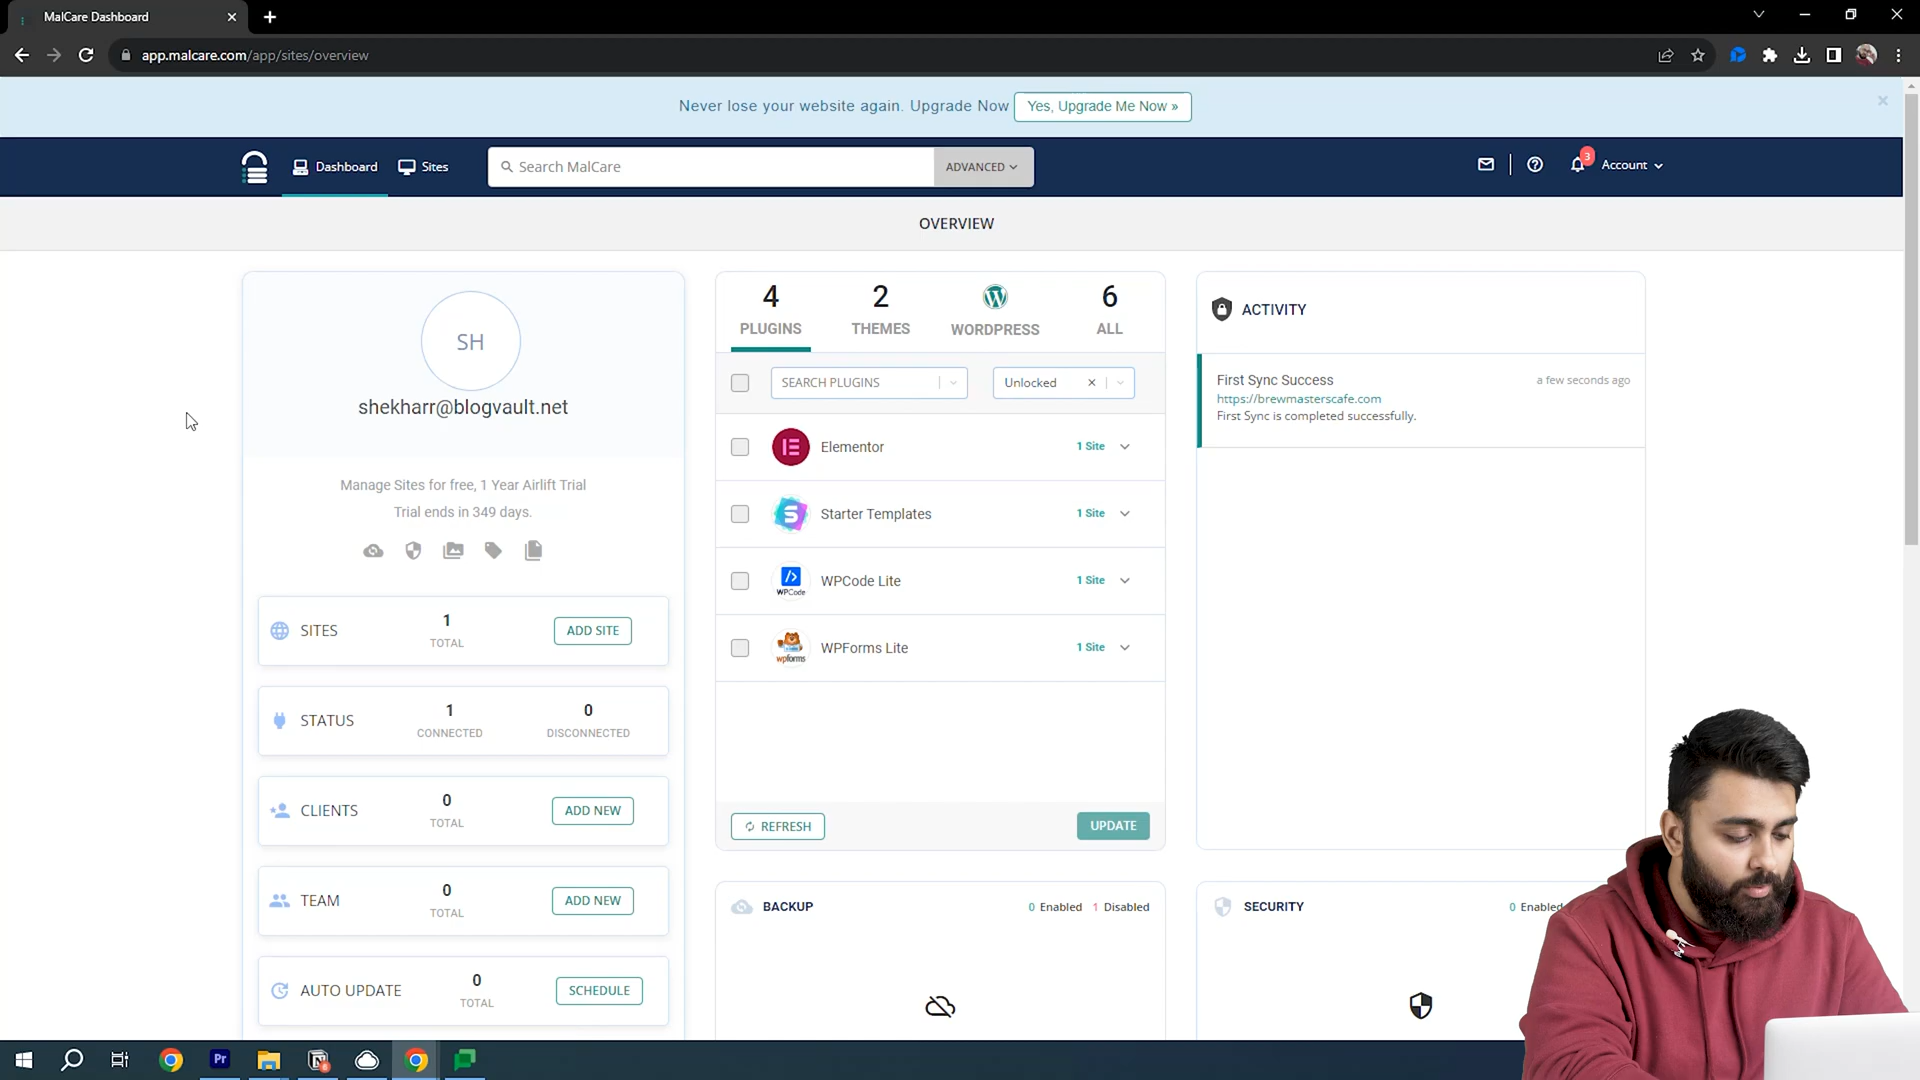 MalCare Dashboard
app.malcare.com/app/sites/overview
Never lose your website again. Upgrade Now
Yes, Upgrade Me Now »
Dashboard
Sites
Search MalCare
ADVANCED
3
Account
OVERVIEW
SH
shekharr@blogvault.net
Manage Sites for free, 1 Year Airlift Trial
Trial ends in 349 days.
SITES
1
TOTAL
ADD SITE
STATUS
1
CONNECTED
0
DISCONNECTED
CLIENTS
0
TOTAL
ADD NEW
TEAM
0
TOTAL
ADD NEW
AUTO UPDATE
0
TOTAL
SCHEDULE
4
PLUGINS
2
THEMES
WORDPRESS
6
ALL
SEARCH PLUGINS
Unlocked
Elementor
1 Site
Starter Templates
1 Site
WPCode
WPCode Lite
1 Site
wpforms
WPForms Lite
1 Site
REFRESH
UPDATE
ACTIVITY
First Sync Success
a few seconds ago
https://brewmasterscafe.com
First Sync is completed successfully.
BACKUP
0 Enabled
1 Disabled
SECURITY
0 Enabled
Pr